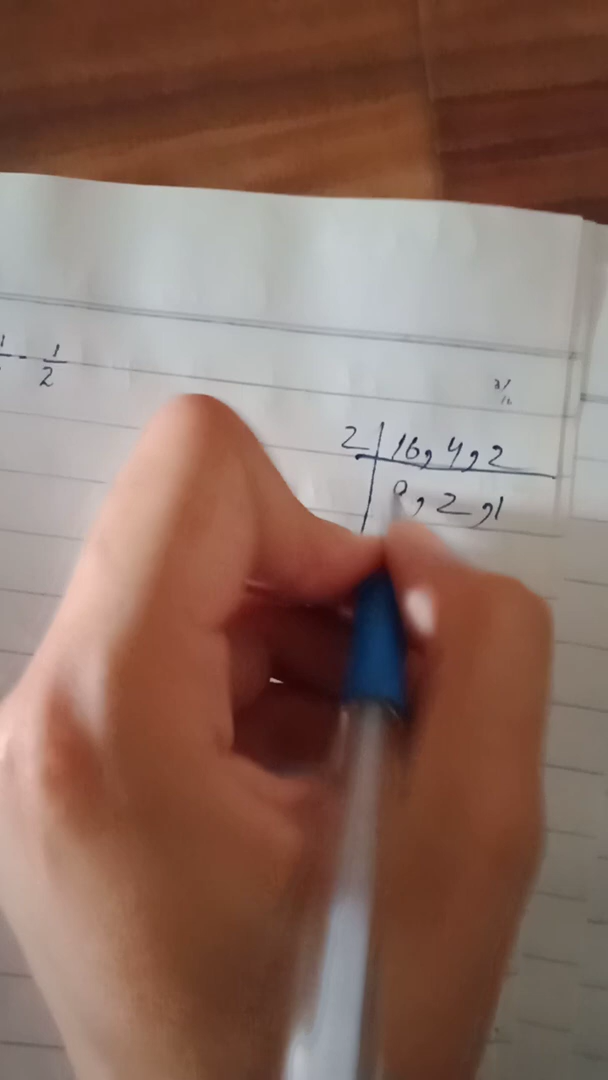 - 1/2
2 | 16, 4, 2
8, 2, 1